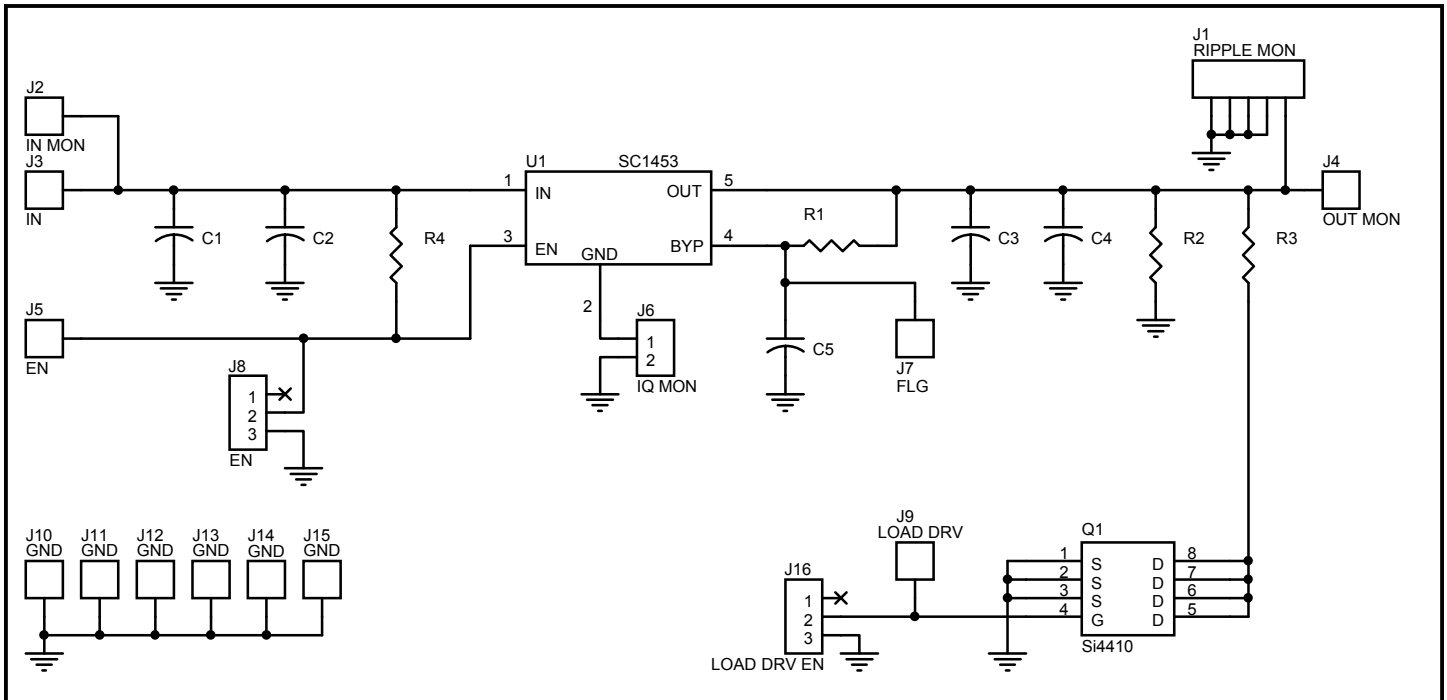 J1
RIPPLE MON
J2
IN MON
J3
IN
U1 SC1453
1 IN OUT 5
3 EN BYP 4
GND
2
R1
J4
OUT MON
C1
C2
R4
C3
C4
R2
R3
J5
EN
J6
1
2
IQ MON
C5
J7
FLG
J8
1
2
3
EN
J10
GND
J11
GND
J12
GND
J13
GND
J14
GND
J15
GND
J9
LOAD DRV
J16
1
2
3
LOAD DRV EN
Q1
1 S D 8
2 S D 7
3 S D 6
4 G D 5
Si4410